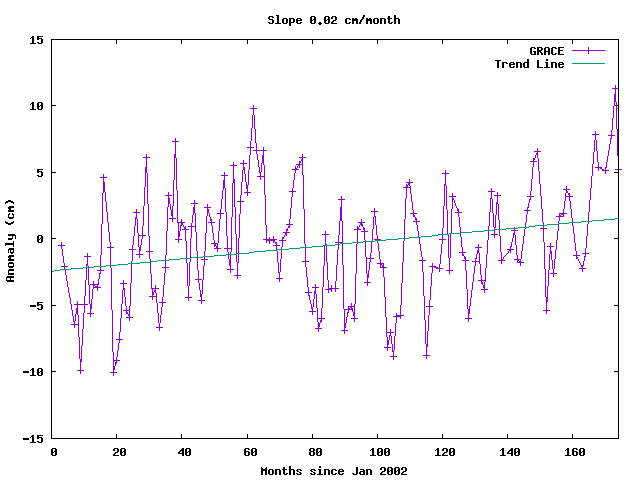 Slope 0.02 cm/month
15
GRACE
Trend Line
10
5
0
-5
-10
-15
Anomaly (cm)
0 20 40 60 80 100 120 140 160
Months since Jan 2002